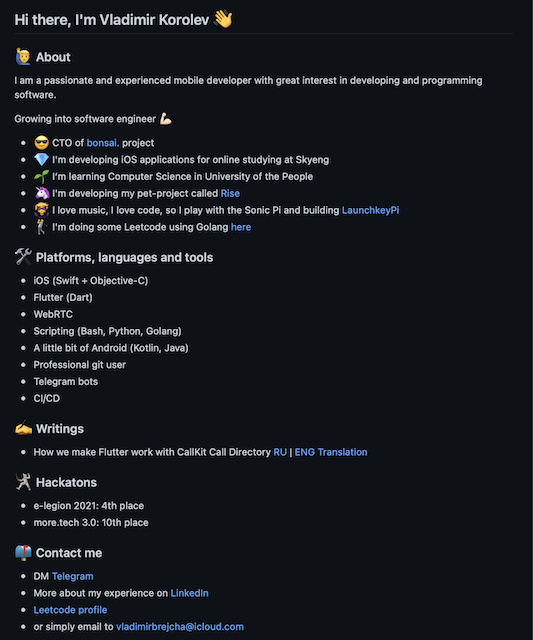 Hi there, I'm Vladimir Korolev 👋
🙋‍♂️ About
I am a passionate and experienced mobile developer with great interest in developing and programming
software.
Growing into software engineer 💪🏻
• 😎 CTO of bonsai. project
• 💎 I'm developing iOS applications for online studying at Skyeng
• 🌱 I'm learning Computer Science in University of the People
• 🦄 I'm developing my pet-project called Rise
• 🐵 I love music, I love code, so I play with the Sonic Pi and building LaunchkeyPi
• I'm doing some Leetcode using Golang here
🛠 Platforms, languages and tools
• iOS (Swift + Objective-C)
• Flutter (Dart)
• WebRTC
• Scripting (Bash, Python, Golang)
• A little bit of Android (Kotlin, Java)
• Professional git user
• Telegram bots
• CI/CD
✍️ Writings
• How we make Flutter work with CallKit Call Directory RU | ENG Translation
🤺 Hackatons
• e-legion 2021: 4th place
• more.tech 3.0: 10th place
📫 Contact me
• DM Telegram
• More about my experience on LinkedIn
• Leetcode profile
• or simply email to vladimirbrejcha@icloud.com